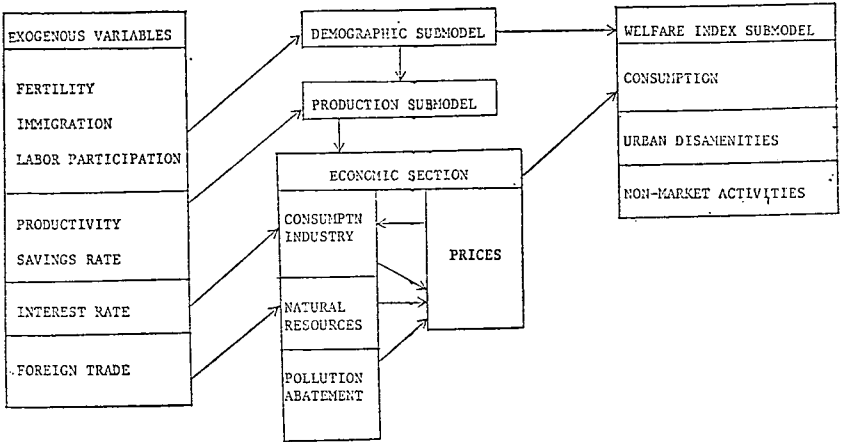 EXOGENOUS VARIABLES
FERTILITY
IMMIGRATION
LABOR PARTICIPATION
PRODUCTIVITY
SAVINGS RATE
INTEREST RATE
FOREIGN TRADE
DEMOGRAPHIC SUBMODEL
PRODUCTION SUBMODEL
ECONOMIC SECTION
CONSUMPTN
INDUSTRY
NATURAL
RESOURCES
POLLUTION
ABATEMENT
PRICES
WELFARE INDEX SUBMODEL
CONSUMPTION
URBAN DISAMENITIES
NON-MARKET ACTIVITIES